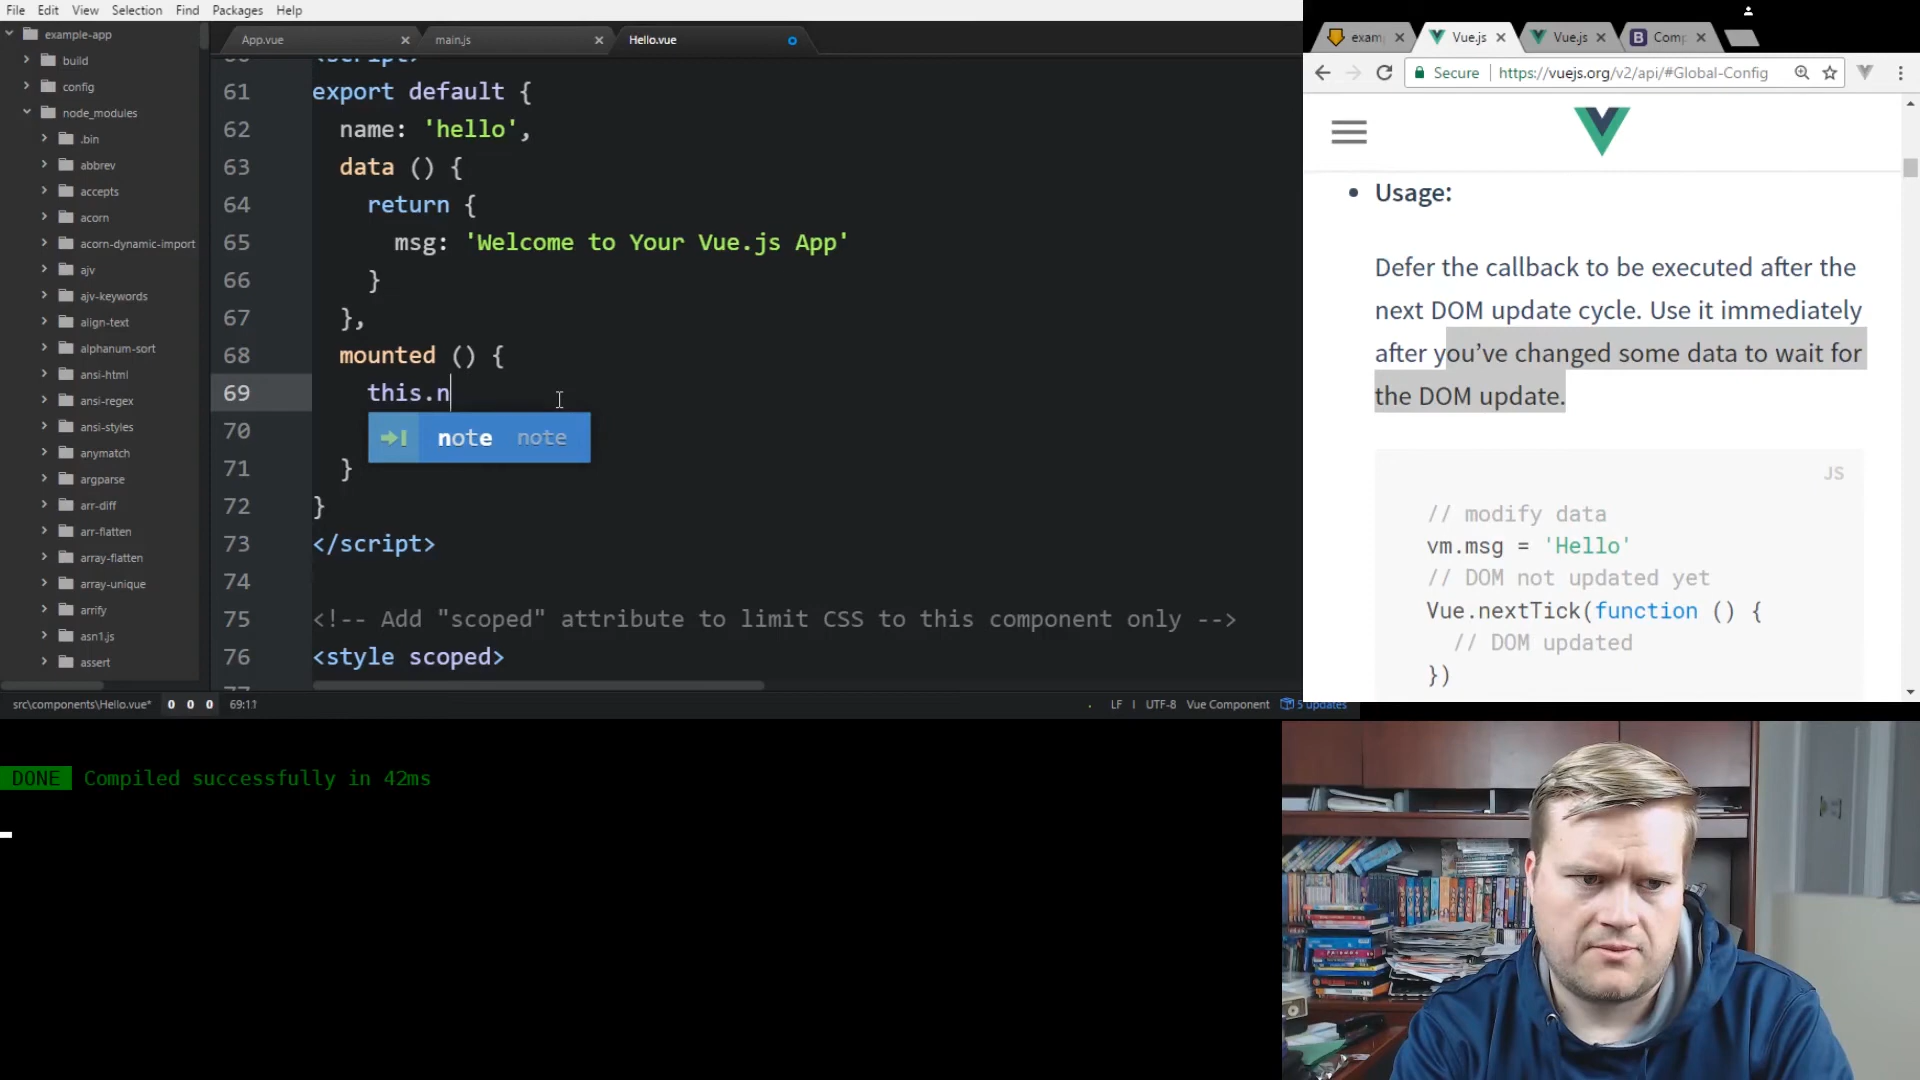 File Edit View Selection Find Packages Help
example-app
build
config
node_modules
.bin
abbrev
accepts
acorn
acorn-dynamic-import
ajv
ajv-keywords
align-text
alphanum-sort
ansi-html
ansi-regex
ansi-styles
anymatch
argparse
arr-diff
arr-flatten
array-flatten
array-unique
arrify
asn1.js
assert
App.vue main.js Hello.vue
61 export default {
62 name: 'hello',
63 data () {
64 return {
65 msg: 'Welcome to Your Vue.js App'
66 }
67 },
68 mounted () {
69 this.n
note note
70
71 }
72 }
73 </script>
74
75 <!-- Add "scoped" attribute to limit CSS to this component only -->
76 <style scoped>
src\components\Hello.vue* 0 0 0 69:11 LF UTF-8 Vue Component 5 updates
exam Vue.js Vue.js Comp
Secure https://vuejs.org/v2/api/#Global-Config
Usage:
Defer the callback to be executed after the
next DOM update cycle. Use it immediately
after you’ve changed some data to wait for
the DOM update.
JS
// modify data
vm.msg = 'Hello'
// DOM not updated yet
Vue.nextTick(function () {
// DOM updated
})
DONE Compiled successfully in 42ms